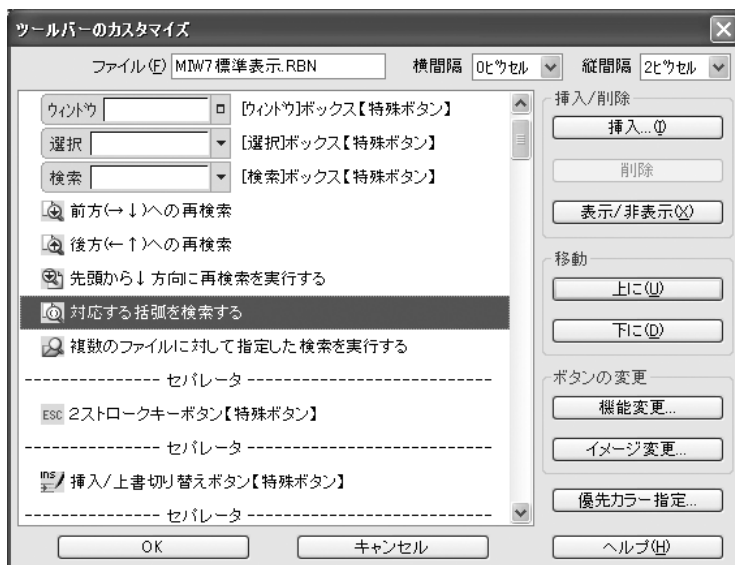 ツールバーのカスタマイズ
ファイル(F) MIW7標準表示.RBN 横間隔 0ピクセル 縦間隔 2ピクセル
ウィンドウ [ウィンドウ]ボックス【特殊ボタン】
選択 [選択]ボックス【特殊ボタン】
検索 [検索]ボックス【特殊ボタン】
前方(→↓)への再検索
後方(←↑)への再検索
先頭から↓方向に再検索を実行する
対応する括弧を検索する
複数のファイルに対して指定した検索を実行する
--------------- セパレータ ---------------------------
ESC 2ストロークキーボタン【特殊ボタン】
--------------- セパレータ ---------------------------
ins 挿入/上書切り替えボタン【特殊ボタン】
--------------- セパレータ ---------------------------
挿入/削除
挿入...(I)
削除
表示/非表示(X)
移動
上に(U)
下に(D)
ボタンの変更
機能変更...
イメージ変更...
優先カラー指定...
OK キャンセル ヘルプ(H)